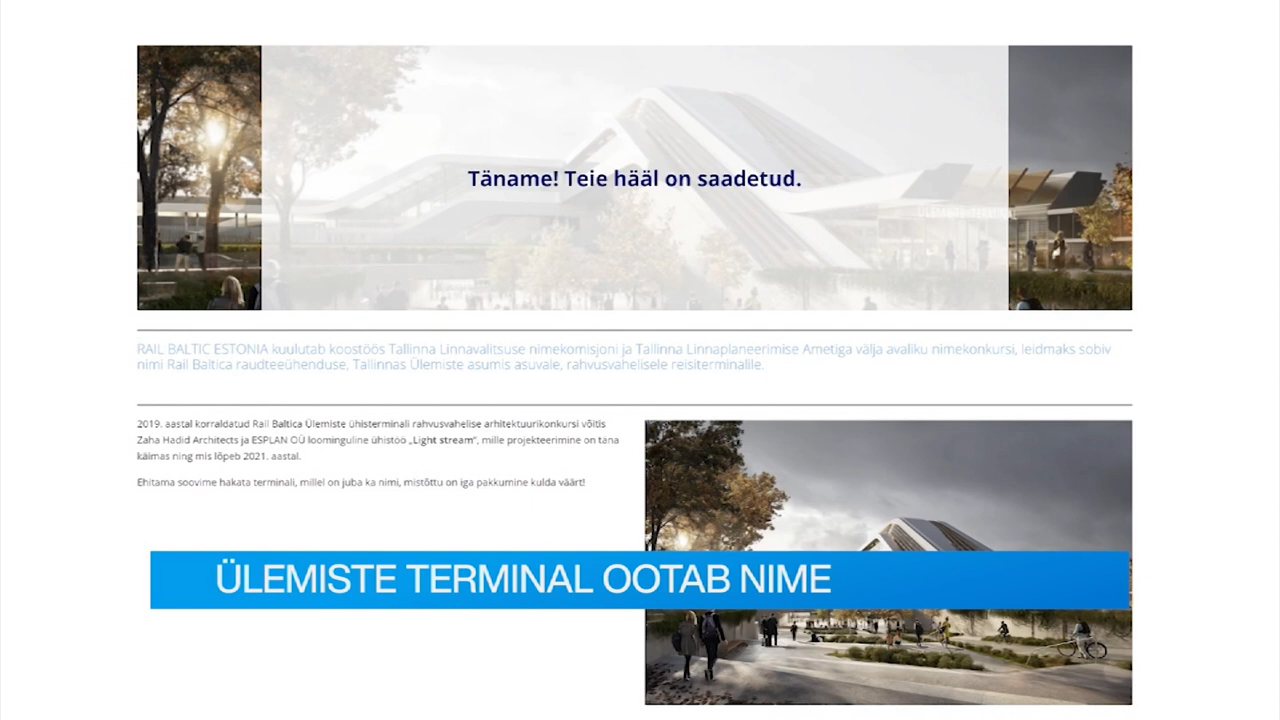 Täname! Teie hääl on saadetud.
RAIL BALTIC ESTONIA kuulutab koostöös Tallinna Linnavalitsuse nimekomisjoni ja Tallinna Linnaplaneerimise Ametiga välja avaliku nimekonkursi, leidmaks sobiv
nimi Rail Baltica raudteeühenduse, Tallinnas Ülemiste asumis asuvale, rahvusvahelisele reisiterminalile.
2019. aastal korraldatud Rail Baltica Ülemiste ühisterminali rahvusvahelise arhitektuurikonkursi võitis
Zaha Hadid Architects ja ESPLAN OÜ loominguline ühistöö „Light stream", mille projekteerimine on täna
käimas ning mis lõpeb 2021. aastal.
Ehitama soovime hakata terminali, millel on juba ka nimi, mistõttu on iga pakkumine kulda väärt!
ÜLEMISTE TERMINAL OOTAB NIME